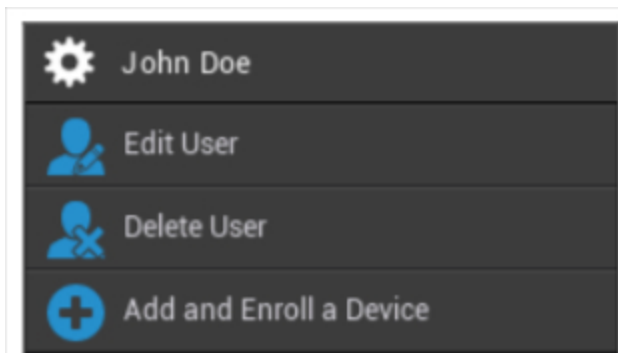 John Doe
Edit User
Delete User
Add and Enroll a Device